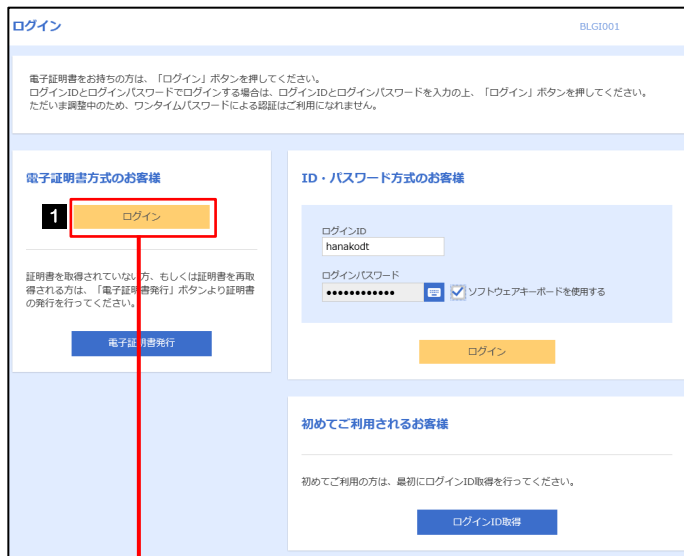 ログイン
BLGI001
電子証明書をお持ちの方は、「ログイン」ボタンを押してください。
ログインIDとログインパスワードでログインする場合は、ログインIDとログインパスワードを入力の上、「ログイン」ボタンを押してください。
ただいま調整中のため、ワンタイムパスワードによる認証はご利用になれません。
電子証明書方式のお客様
1
ログイン
証明書を取得されていない方、もしくは証明書を再取
得される方は、「電子証明書発行」ボタンより証明書
の発行を行ってください。
電子証明書発行
ID・パスワード方式のお客様
ログインID
hanakodt
ログインパスワード
••••••••••••
ソフトウェアキーボードを使用する
ログイン
初めてご利用されるお客様
初めてご利用の方は、最初にログインID取得を行ってください。
ログインID取得